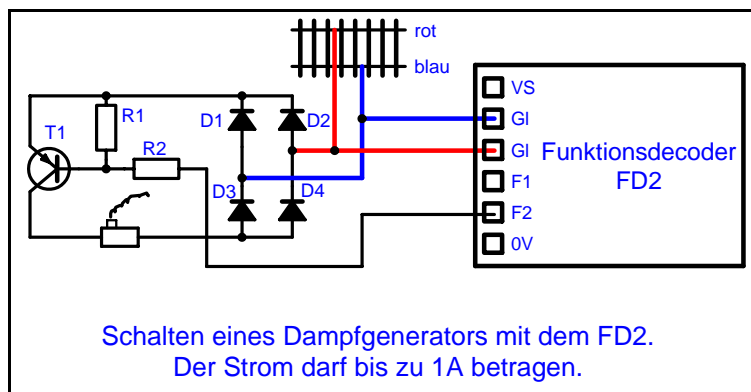 rot
blau
VS
Gl
Gl
F1
F2
0V
Funktionsdecoder
FD2
T1
R1
R2
D1
D2
D3
D4
Schalten eines Dampfgenerators mit dem FD2.
Der Strom darf bis zu 1A betragen.